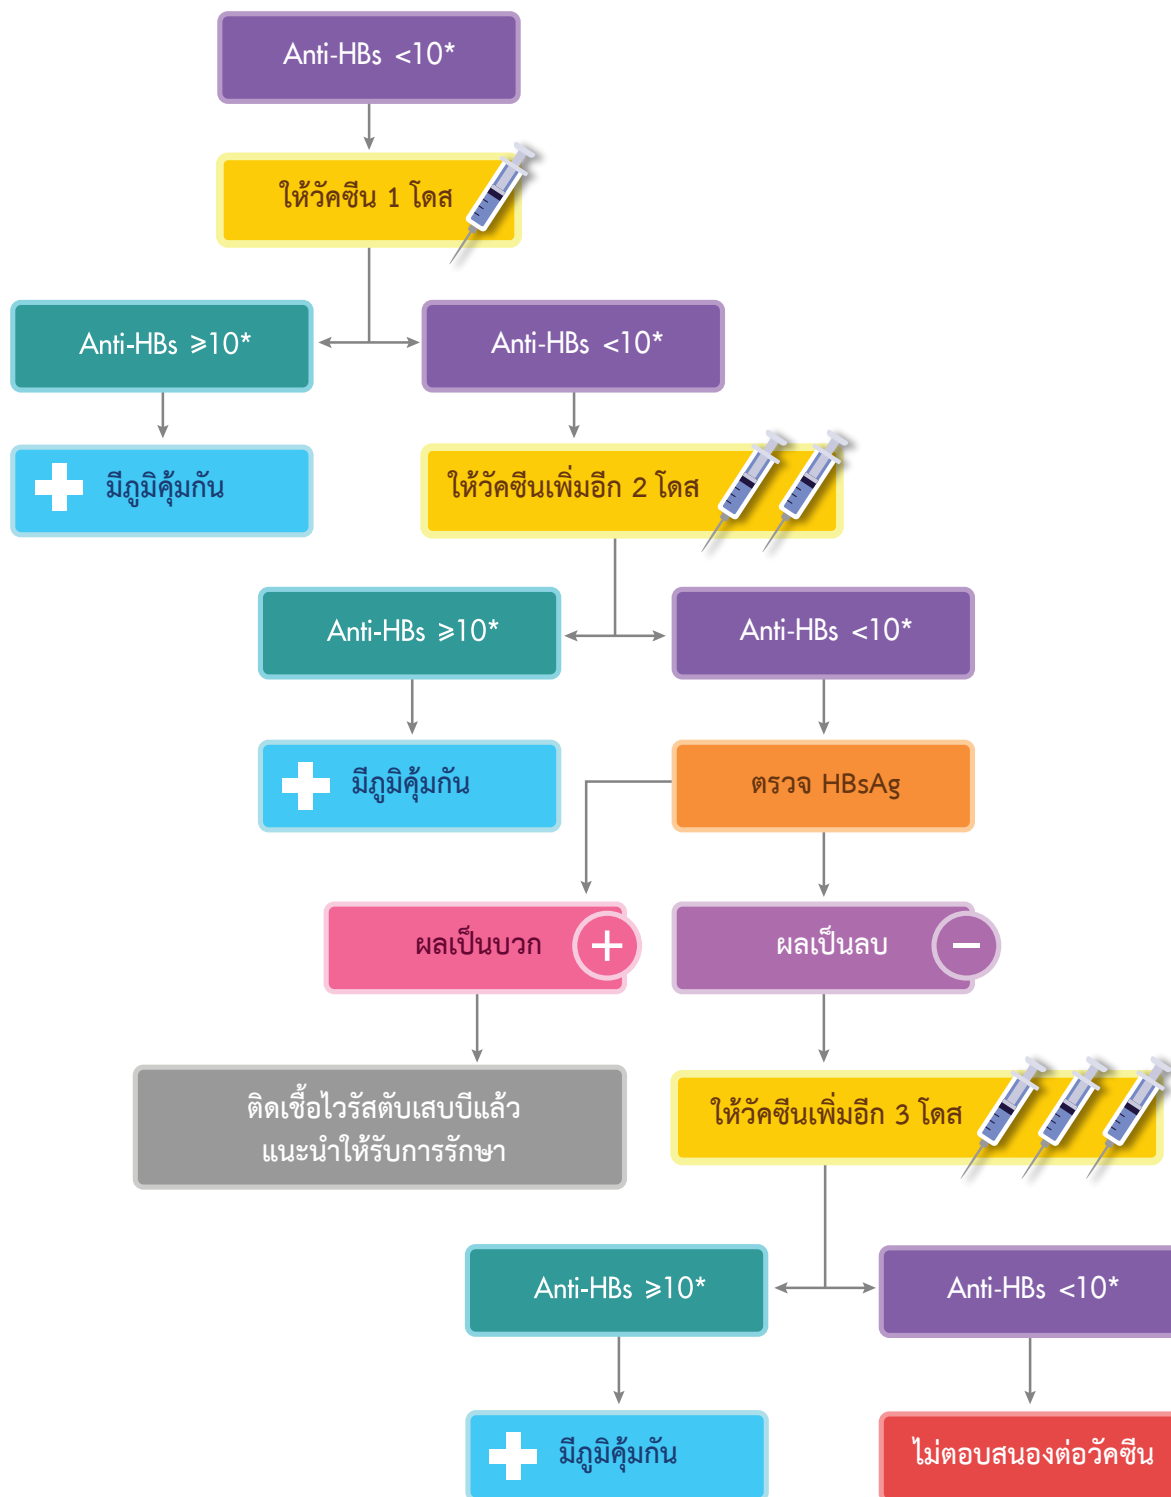 Anti-HBs <10*
ให้วัคซีน 1 โดส
Anti-HBs ≥10*
Anti-HBs <10*
มีภูมิคุ้มกัน
ให้วัคซีนเพิ่มอีก 2 โดส
Anti-HBs ≥10*
Anti-HBs <10*
มีภูมิคุ้มกัน
ตรวจ HBsAg
ผลเป็นบวก
ผลเป็นลบ
ติดเชื้อไวรัสตับเสบบีแล้ว
แนะนำให้รับการรักษา
ให้วัคซีนเพิ่มอีก 3 โดส
Anti-HBs ≥10*
Anti-HBs <10*
มีภูมิคุ้มกัน
ไม่ตอบสนองต่อวัคซีน